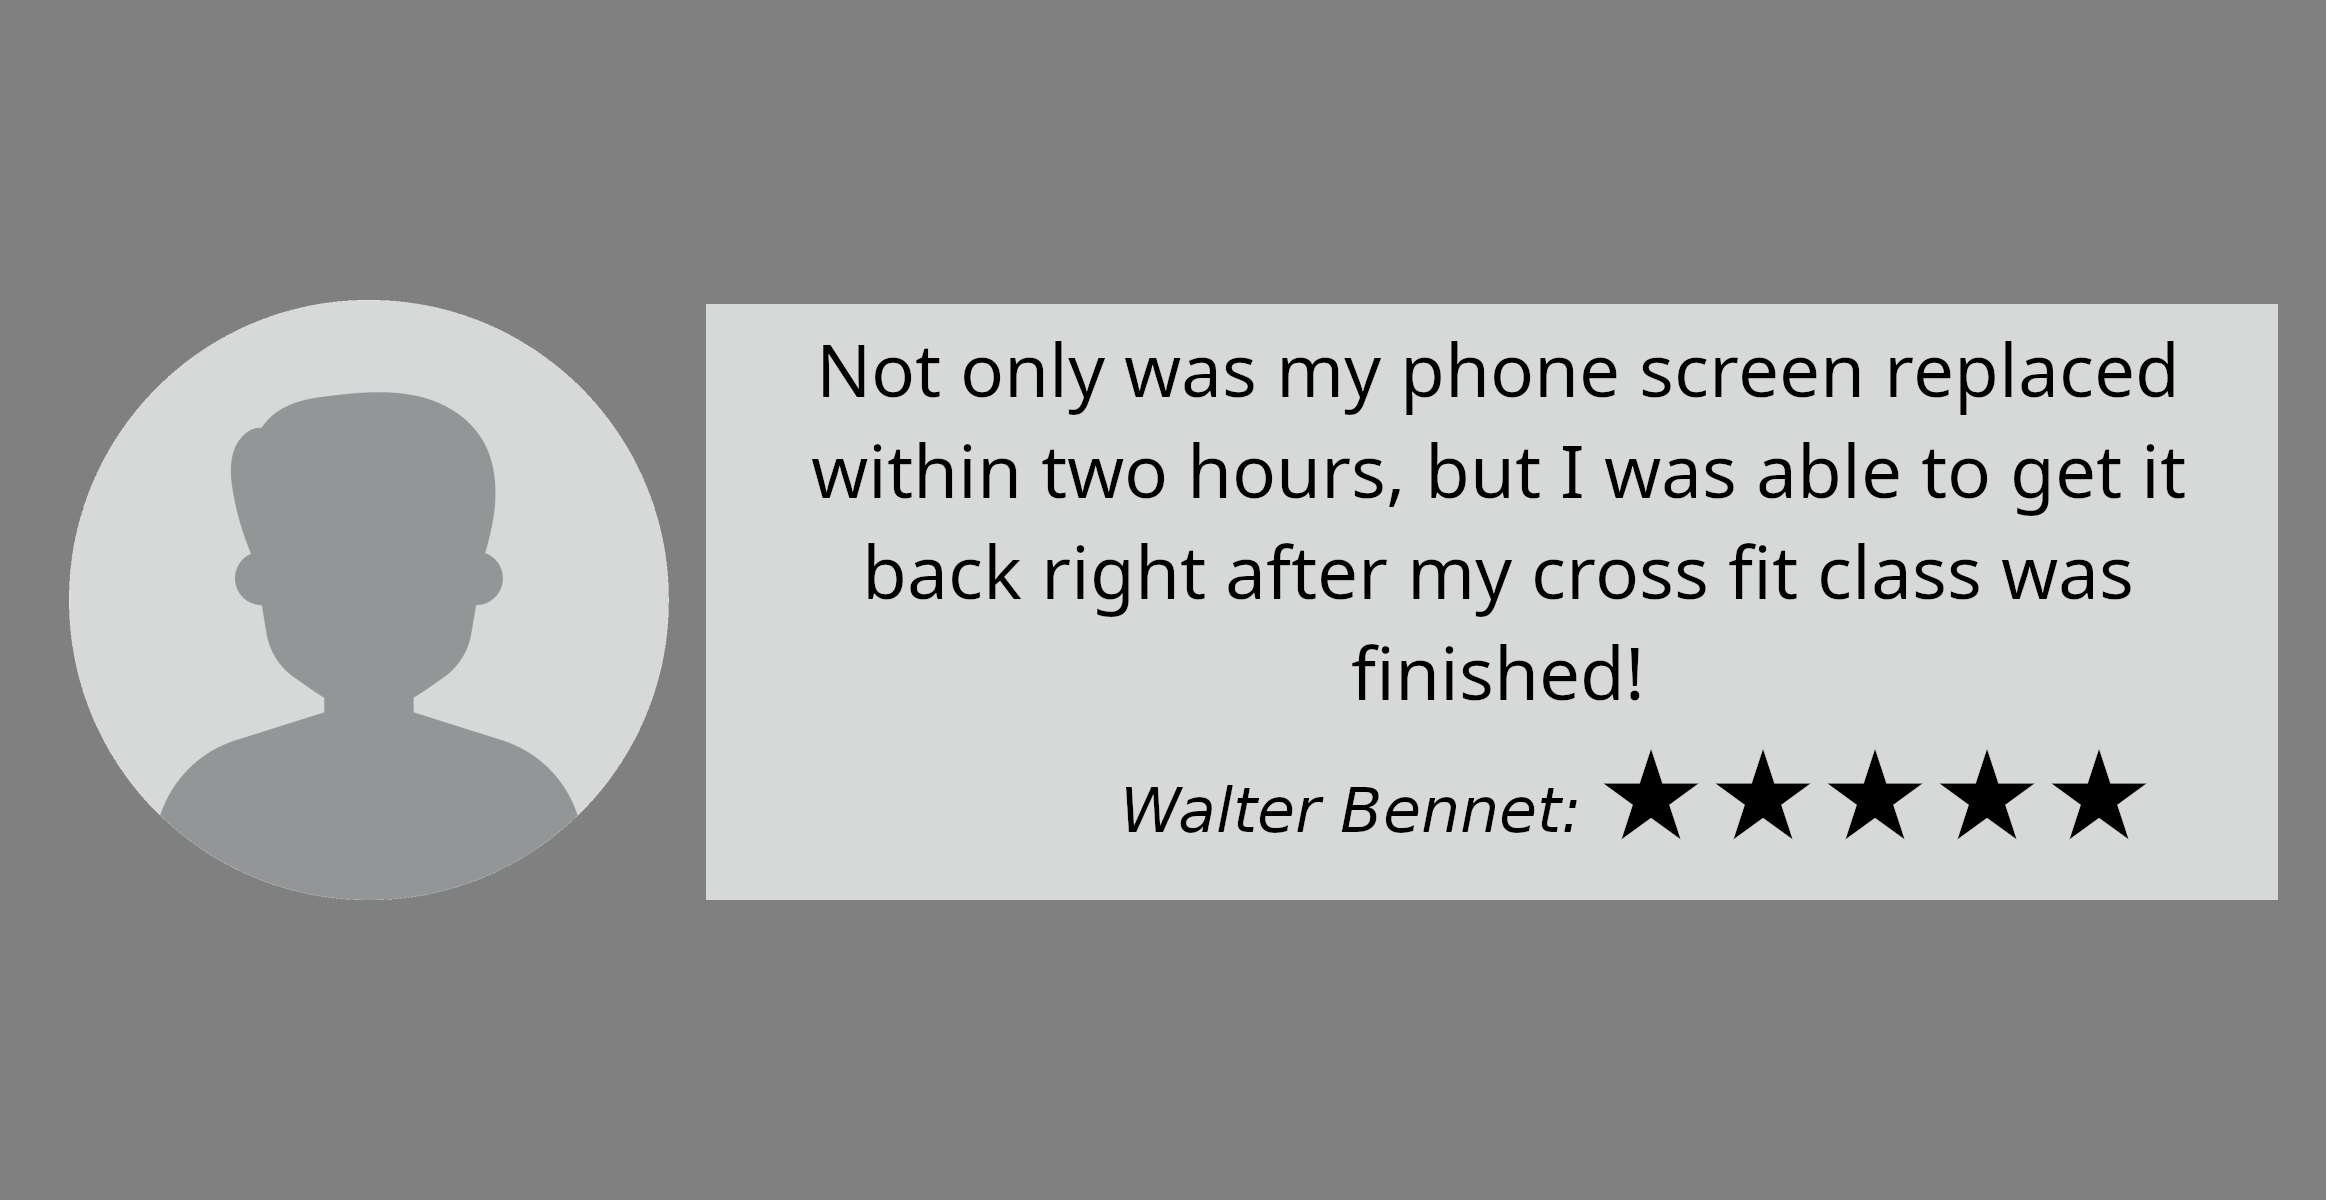 Not only was my phone screen replaced
within two hours, but I was able to get it
back right after my cross fit class was
finished!
Walter Bennet: ★★★★★